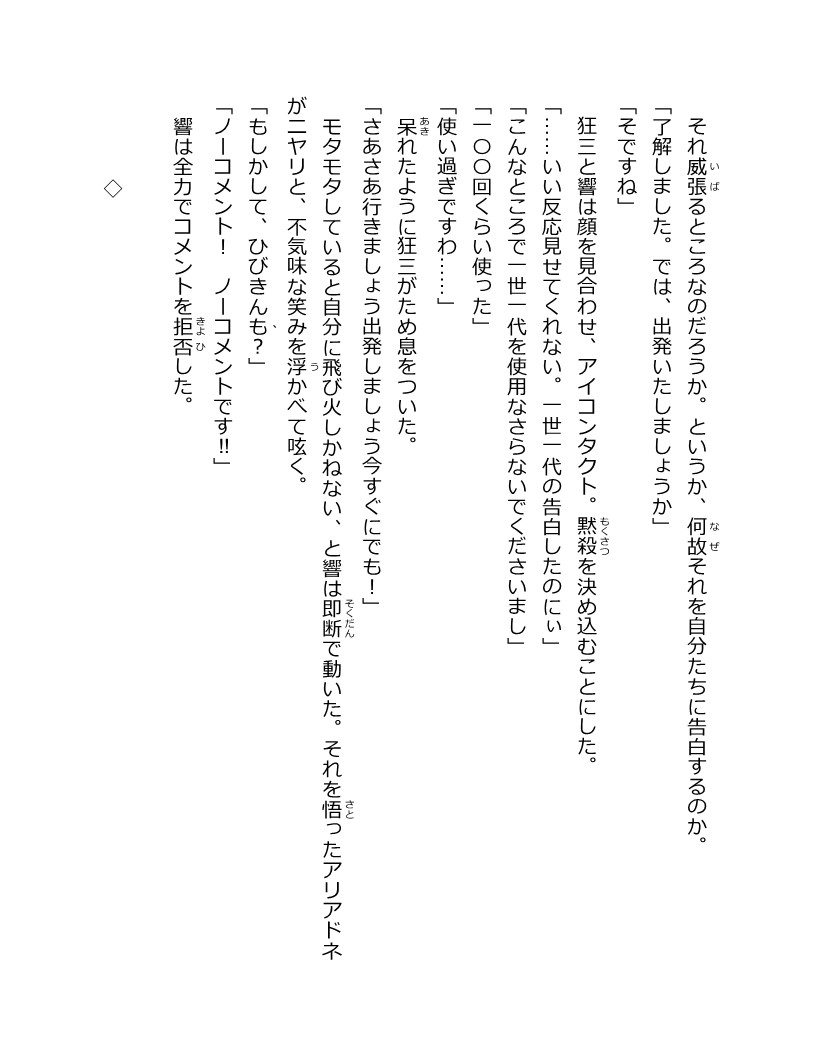 それ威張るところなのだろうか。というか、何故それを自分たちに告白するのか。
「了解しました。では、出発いたしましょうか」
「そですね」
狂三と響は顔を見合わせ、アイコンタクト。黙殺を決め込むことにした。
「……いい反応見せてくれない。一世一代の告白したのにぃ」
「こんなところで一世一代を使用なさらないでくださいまし」
「一〇〇回くらい使った」
「使い過ぎですわ……」
呆れたように狂三がため息をついた。
「さあさあ行きましょう出発しましょう今すぐにでも！」
モタモタしていると自分に飛び火しかねない、と響は即断で動いた。それを悟ったアリアドネ
がニヤリと、不気味な笑みを浮かべて呟く。
「もしかして、ひびきんも？」
「ノーコメント！　ノーコメントです‼」
響は全力でコメントを拒否した。
◇